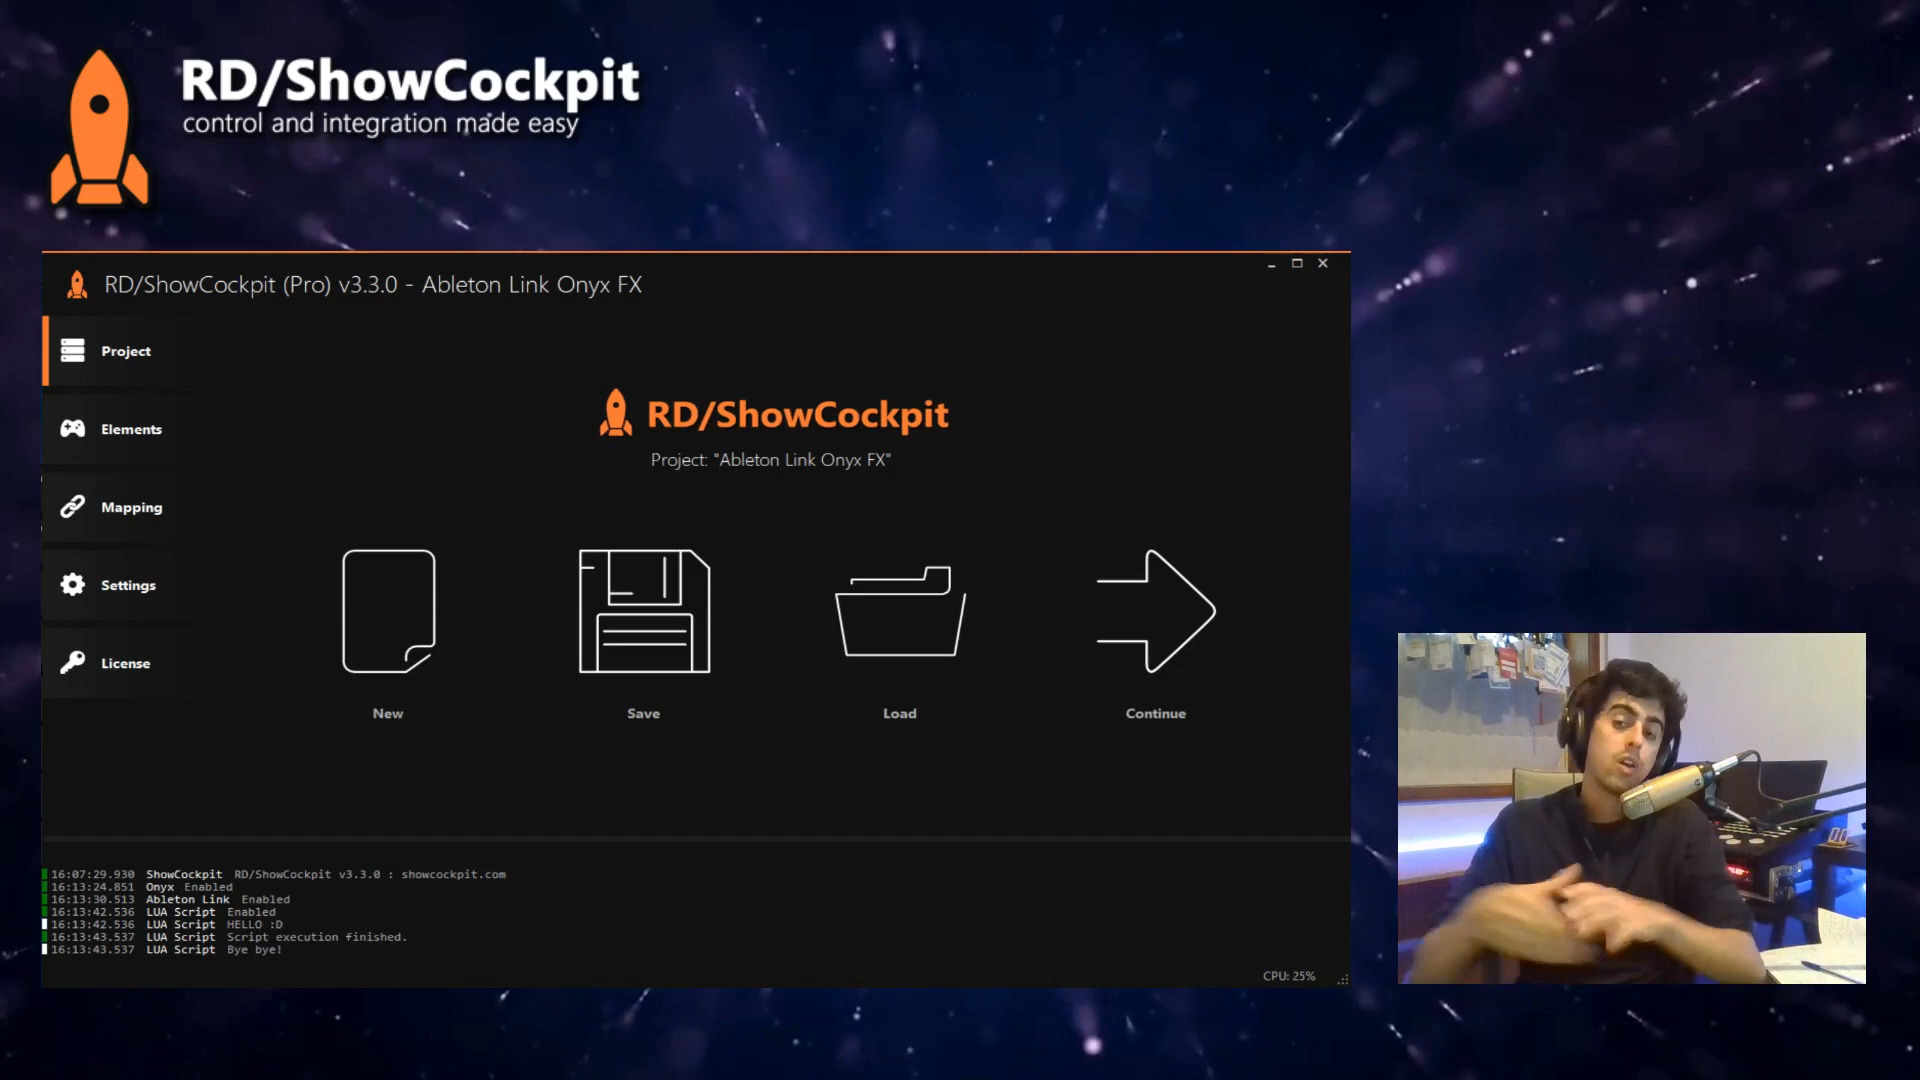 RD/ShowCockpit
control and integration made easy
RD/ShowCockpit (Pro) v3.3.0 - Ableton Link Onyx FX
Project
Elements
Mapping
Settings
License
RD/ShowCockpit
Project: "Ableton Link Onyx FX"
New
Save
Load
Continue
16:07:29.930 ShowCockpit RD/ShowCockpit v3.3.0 : showcockpit.com
16:13:24.851 Onyx Enabled
16:13:30.513 Ableton Link Enabled
16:13:42.536 LUA Script Enabled
16:13:42.536 LUA Script HELLO :D
16:13:43.537 LUA Script Script execution finished.
16:13:43.537 LUA Script Bye bye!
CPU: 25%